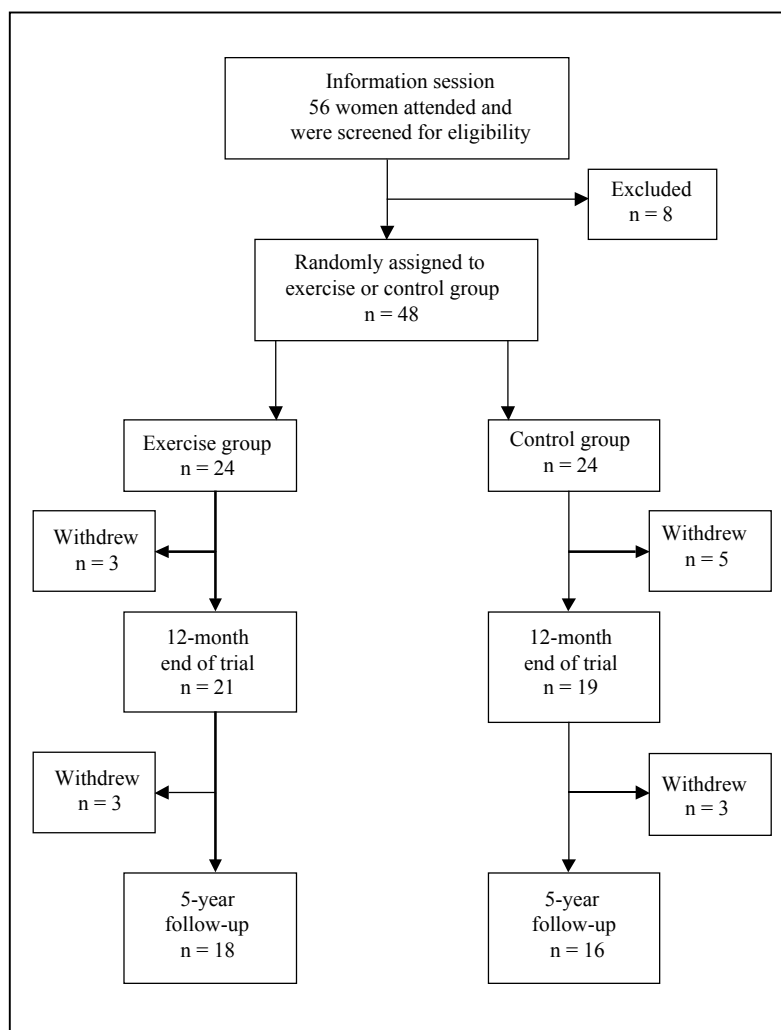 Information session
56 women attended and
were screened for eligibility
Excluded
n = 8
Randomly assigned to
exercise or control group
n = 48
Exercise group
n = 24
Control group
n = 24
Withdrew
n = 3
Withdrew
n = 5
12-month
end of trial
n = 21
12-month
end of trial
n = 19
Withdrew
n = 3
Withdrew
n = 3
5-year
follow-up
n = 18
5-year
follow-up
n = 16